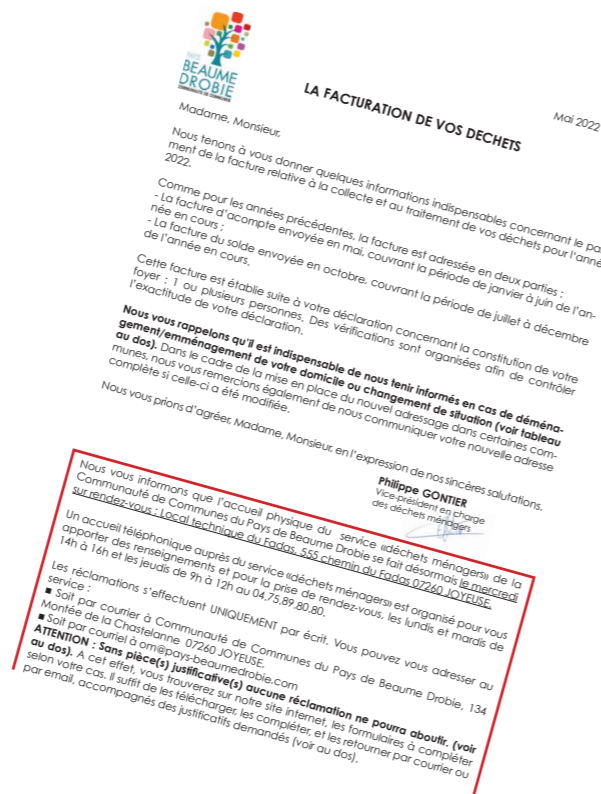 PAYS
BEAUME
DROBIE
COMMUNAUTÉ DE COMMUNES
LA FACTURATION DE VOS DECHETS
Mai 2022
Madame, Monsieur,
Nous tenons à vous donner quelques informations indispensables concernant le pa
ment de la facture relative à la collecte et au traitement de vos déchets pour l'anné
2022.
Comme pour les années précédentes, la facture est adressée en deux parties :
- La facture d'acompte envoyée en mai, couvrant la période de janvier à juin de l'an-
née en cours ;
- La facture du solde envoyée en octobre, couvrant la période de juillet à décembre
de l'année en cours.
Cette facture est établie suite à votre déclaration concernant la constitution de votre
foyer : 1 ou plusieurs personnes. Des vérifications sont organisées afin de contrôler
l'exactitude de votre déclaration.
Nous vous rappelons qu'il est indispensable de nous tenir informés en cas de déména-
gement/emménagement de votre domicile ou changement de situation (voir tableau
au dos). Dans le cadre de la mise en place du nouvel adressage dans certaines com-
munes, nous vous remercions également de nous communiquer votre nouvelle adresse
complète si celle-ci a été modifiée.
Nous vous prions d'agréer, Madame, Monsieur, en l'expression de nos sincères salutations.
Philippe GONTIER
Vice-président en charge
des déchets ménagers
Nous vous informons que l'accueil physique du service «déchets ménagers» de la
Communauté de Communes du Pays de Beaume Drobie se fait désormais le mercredi
sur rendez-vous : Local technique du Fadas, 555 chemin du Fadas 07260 JOYEUSE.
Un accueil téléphonique auprès du service «déchets ménagers» est organisé pour vous
apporter des renseignements et pour la prise de rendez-vous, les lundis et mardis de
14h à 16h et les jeudis de 9h à 12h au 04.75.89.80.80.
Les réclamations s'effectuent UNIQUEMENT par écrit. Vous pouvez vous adresser au
service :
■ Soit par courrier à Communauté de Communes du Pays de Beaume Drobie, 134
Montée de la Chastelanne 07260 JOYEUSE.
■ Soit par courriel à om@pays-beaumedrobie.com
ATTENTION : Sans pièce(s) justificative(s) aucune réclamation ne pourra aboutir. (voir
au dos). A cet effet, vous trouverez sur notre site internet, les formulaires à compléter
selon votre cas. Il suffit de les télécharger, les compléter, et les retourner par courrier ou
par email, accompagnés des justificatifs demandés (voir au dos).